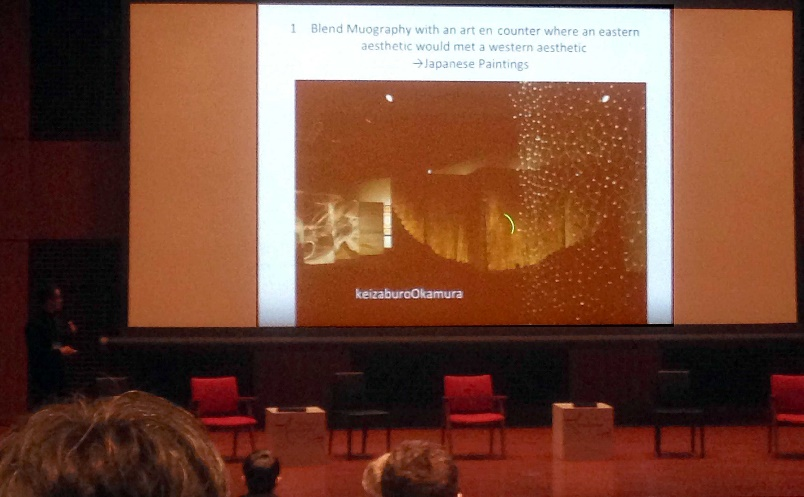 1 Blend Muography with an art en counter where an eastern
aesthetic would met a western aesthetic
→Japanese Paintings
keizaburoOkamura